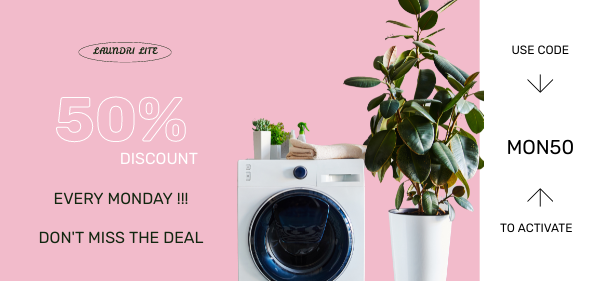 LAUNDRI LITE
50%
DISCOUNT
EVERY MONDAY !!!
DON'T MISS THE DEAL
USE CODE
MON50
TO ACTIVATE